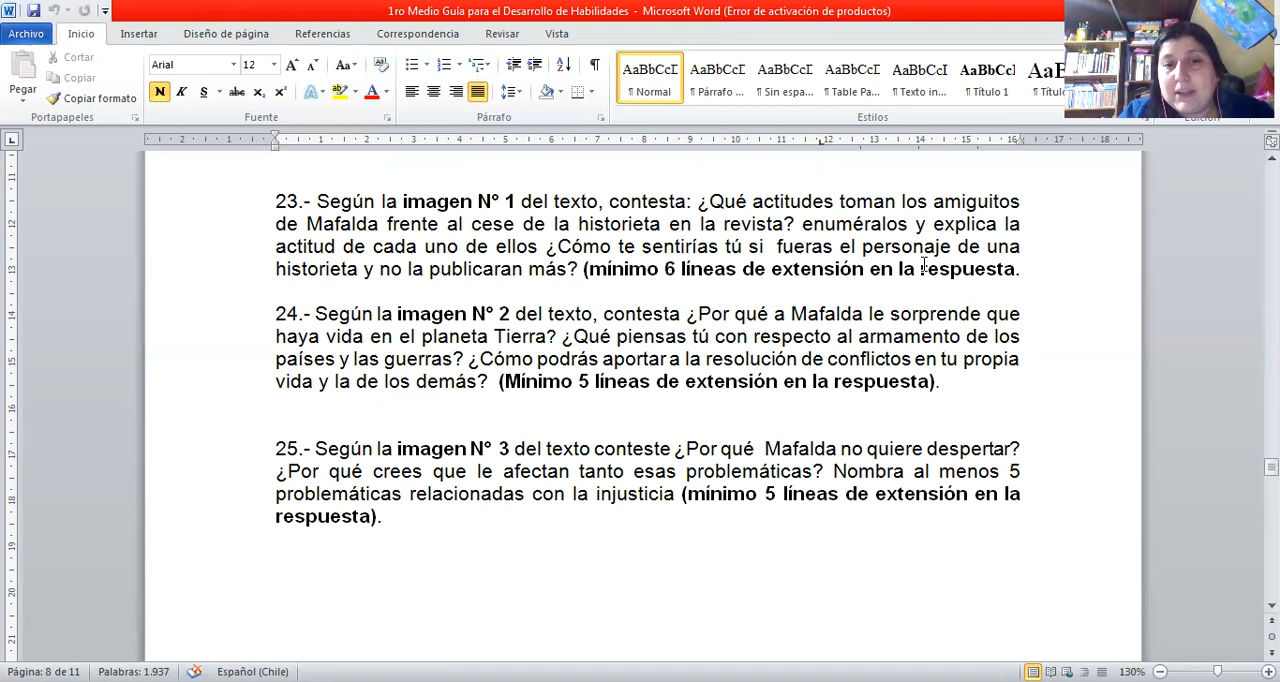 1ro Medio Guía para el Desarrollo de Habilidades - Microsoft Word (Error de activación de productos)
Archivo Inicio Insertar Diseño de página Referencias Correspondencia Revisar Vista
Cortar
Copiar
Copiar formato
Pegar
Portapapeles
Arial 12
N K S abc x₂ x²
Fuente
Párrafo
AaBbCcI AaBbCcI AaBbCcI AaBbCcI AaBbCcI AaBbCcl AaB
¶ Normal ¶ Párrafo ... ¶ Sin espa... ¶ Table Pa... ¶ Texto in... ¶ Título 1 ¶ Títul
Estilos
23.- Según la imagen N° 1 del texto, contesta: ¿Qué actitudes toman los amiguitos
de Mafalda frente al cese de la historieta en la revista? enuméralos y explica la
actitud de cada uno de ellos ¿Cómo te sentirías tú si fueras el personaje de una
historieta y no la publicaran más? (mínimo 6 líneas de extensión en la respuesta.
24.- Según la imagen N° 2 del texto, contesta ¿Por qué a Mafalda le sorprende que
haya vida en el planeta Tierra? ¿Qué piensas tú con respecto al armamento de los
países y las guerras? ¿Cómo podrás aportar a la resolución de conflictos en tu propia
vida y la de los demás? (Mínimo 5 líneas de extensión en la respuesta).
25.- Según la imagen N° 3 del texto conteste ¿Por qué Mafalda no quiere despertar?
¿Por qué crees que le afectan tanto esas problemáticas? Nombra al menos 5
problemáticas relacionadas con la injusticia (mínimo 5 líneas de extensión en la
respuesta).
Página: 8 de 11 Palabras: 1.937 Español (Chile) 130%